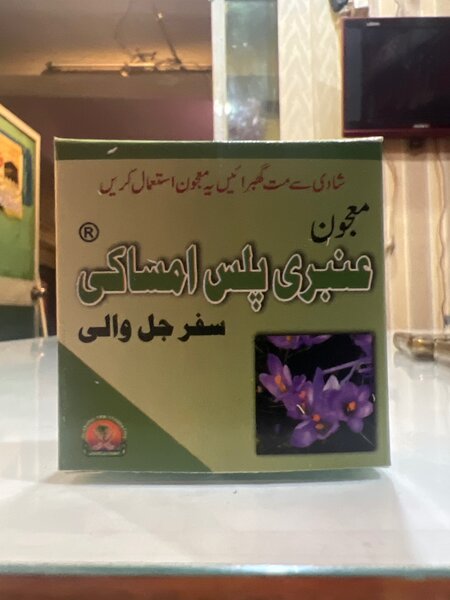 شادی سے مت گھبرائیں یہ معجون استعمال کریں
معجون
®
عنبری پلس امساکی
سفر جل والی